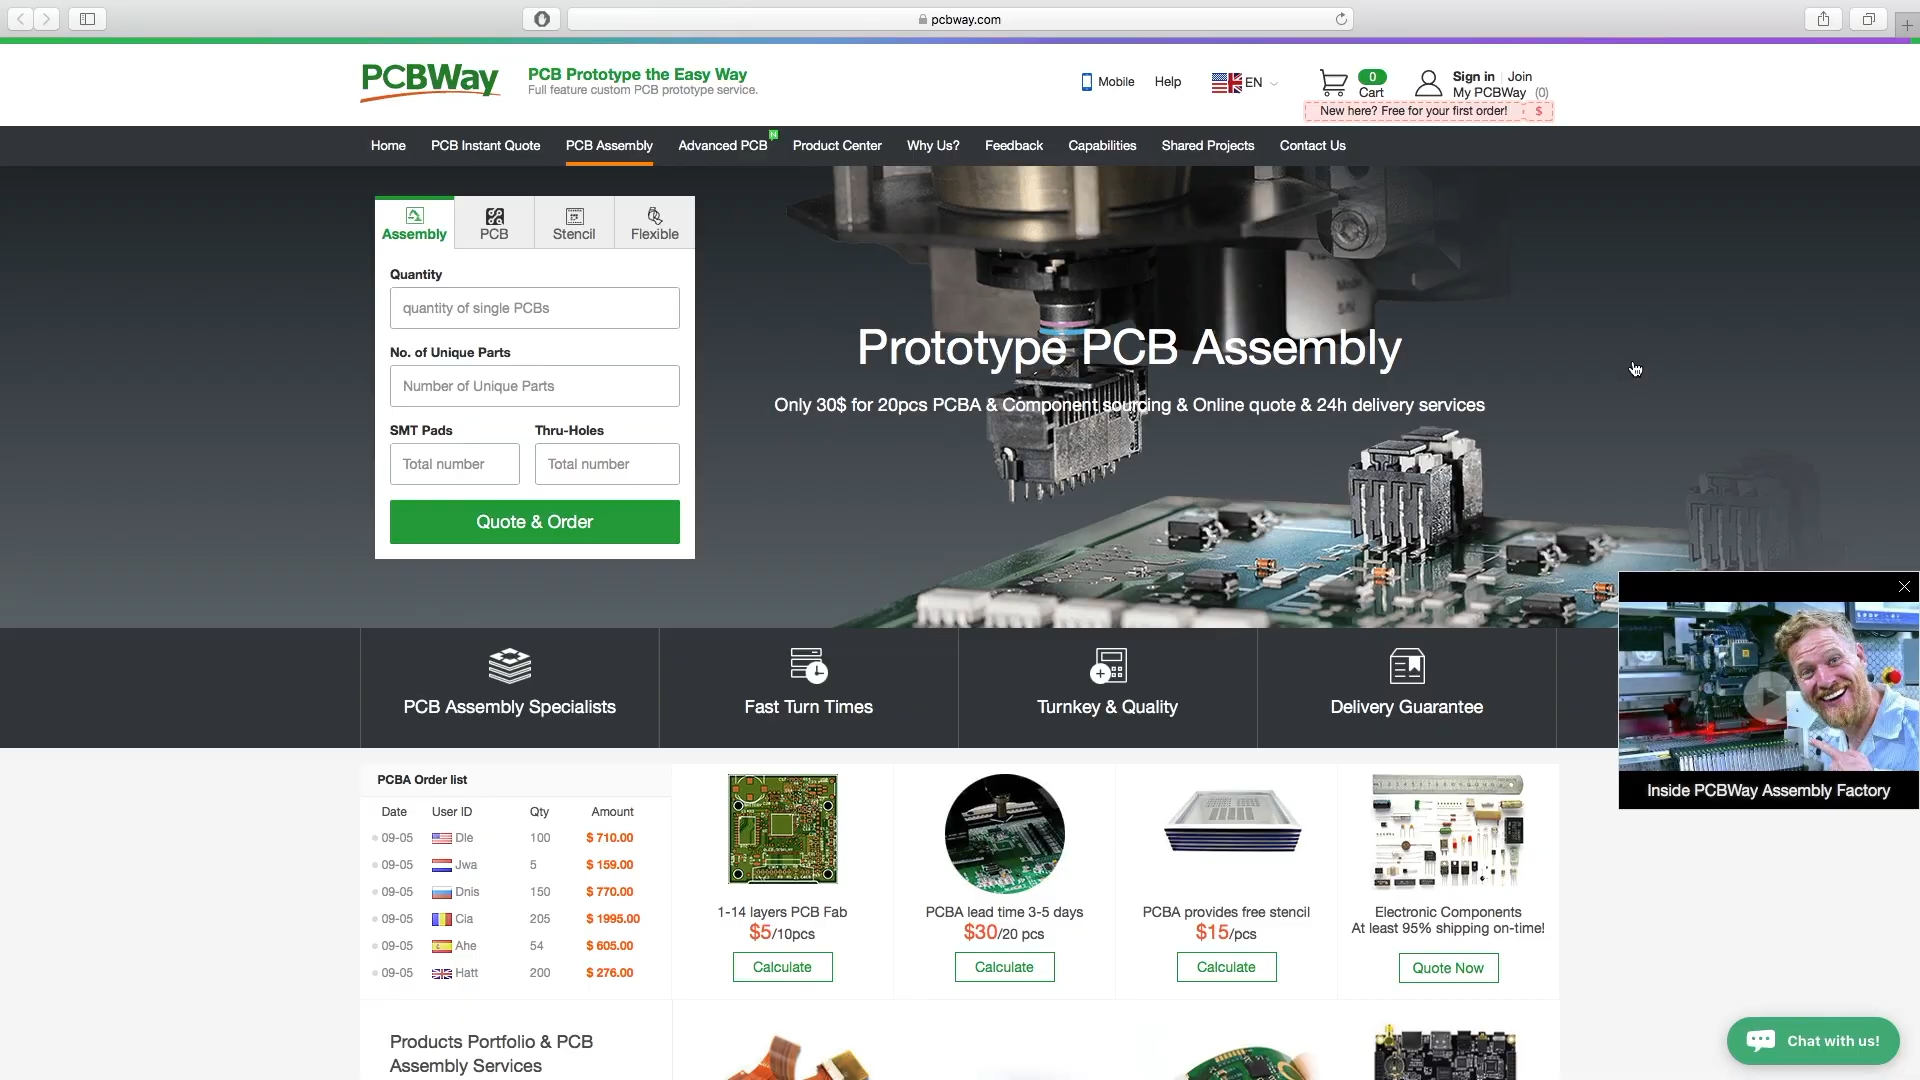 pcbway.com
PCBWay
PCB Prototype the Easy Way
Full feature custom PCB prototype service.
Mobile
Help
EN
0
Cart
Sign in | Join
My PCBWay (0)
New here? Free for your first order! $
Home
PCB Instant Quote
PCB Assembly
Advanced PCB
N
Product Center
Why Us?
Feedback
Capabilities
Shared Projects
Contact Us
Assembly
PCB
Stencil
Flexible
Quantity
quantity of single PCBs
No. of Unique Parts
Number of Unique Parts
SMT Pads
Thru-Holes
Total number
Total number
Quote & Order
Prototype PCB Assembly
Only 30$ for 20pcs PCBA & Component sourcing & Online quote & 24h delivery services
PCB Assembly Specialists
Fast Turn Times
Turnkey & Quality
Delivery Guarantee
Inside PCBWay Assembly Factory
PCBA Order list
Date User ID Qty Amount
09-05 Dle 100 $ 710.00
09-05 Jwa 5 $ 159.00
09-05 Dnis 150 $ 770.00
09-05 Cia 205 $ 1995.00
09-05 Ahe 54 $ 605.00
09-05 Hatt 200 $ 276.00
1-14 layers PCB Fab
$5/10pcs
Calculate
PCBA lead time 3-5 days
$30/20 pcs
Calculate
PCBA provides free stencil
$15/pcs
Calculate
Electronic Components
At least 95% shipping on-time!
Quote Now
Products Portfolio & PCB
Assembly Services
Chat with us!